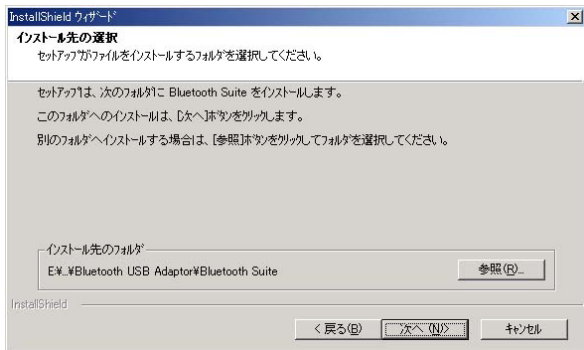 InstallShield ウィザード
インストール先の選択
セットアップがファイルをインストールするフォルダを選択してください。
セットアップは、次のフォルダに Bluetooth Suite をインストールします。
このフォルダへのインストールは、[次へ]ボタンをクリックします。
別のフォルダへインストールする場合は、[参照]ボタンをクリックしてフォルダを選択してください。
インストール先のフォルダ
E:¥...¥Bluetooth USB Adaptor¥Bluetooth Suite
参照(R)...
InstallShield
< 戻る(B)
次へ (N)>
キャンセル